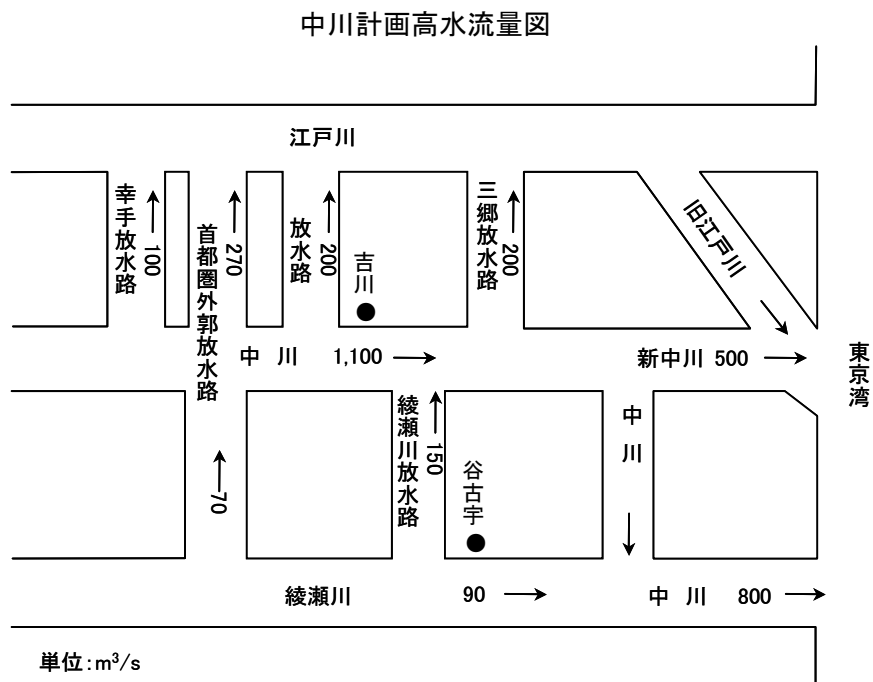 中川計画高水流量図
江戸川
幸手放水路
100
首都圏外郭放水路
270
放水路
200
吉川
三郷放水路
200
旧江戸川
中川 1,100
新中川 500
東京湾
綾瀬川放水路
150
谷古宇
中川
70
綾瀬川
90
中川 800
単位:m³/s